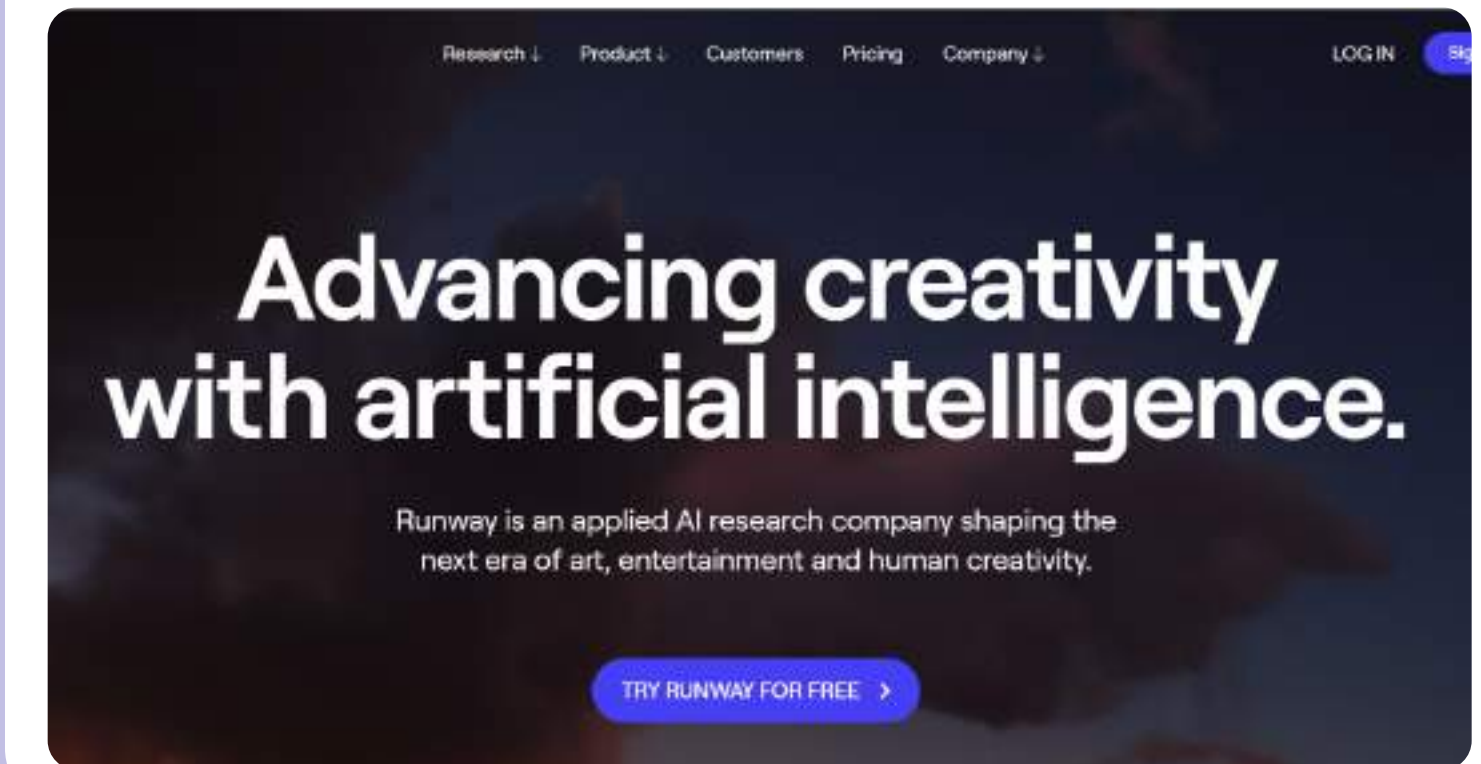 Research ↓ Product ↓ Customers Pricing Company ↓ LOG IN
Advancing creativity
with artificial intelligence.
Runway is an applied AI research company shaping the
next era of art, entertainment and human creativity.
TRY RUNWAY FOR FREE >